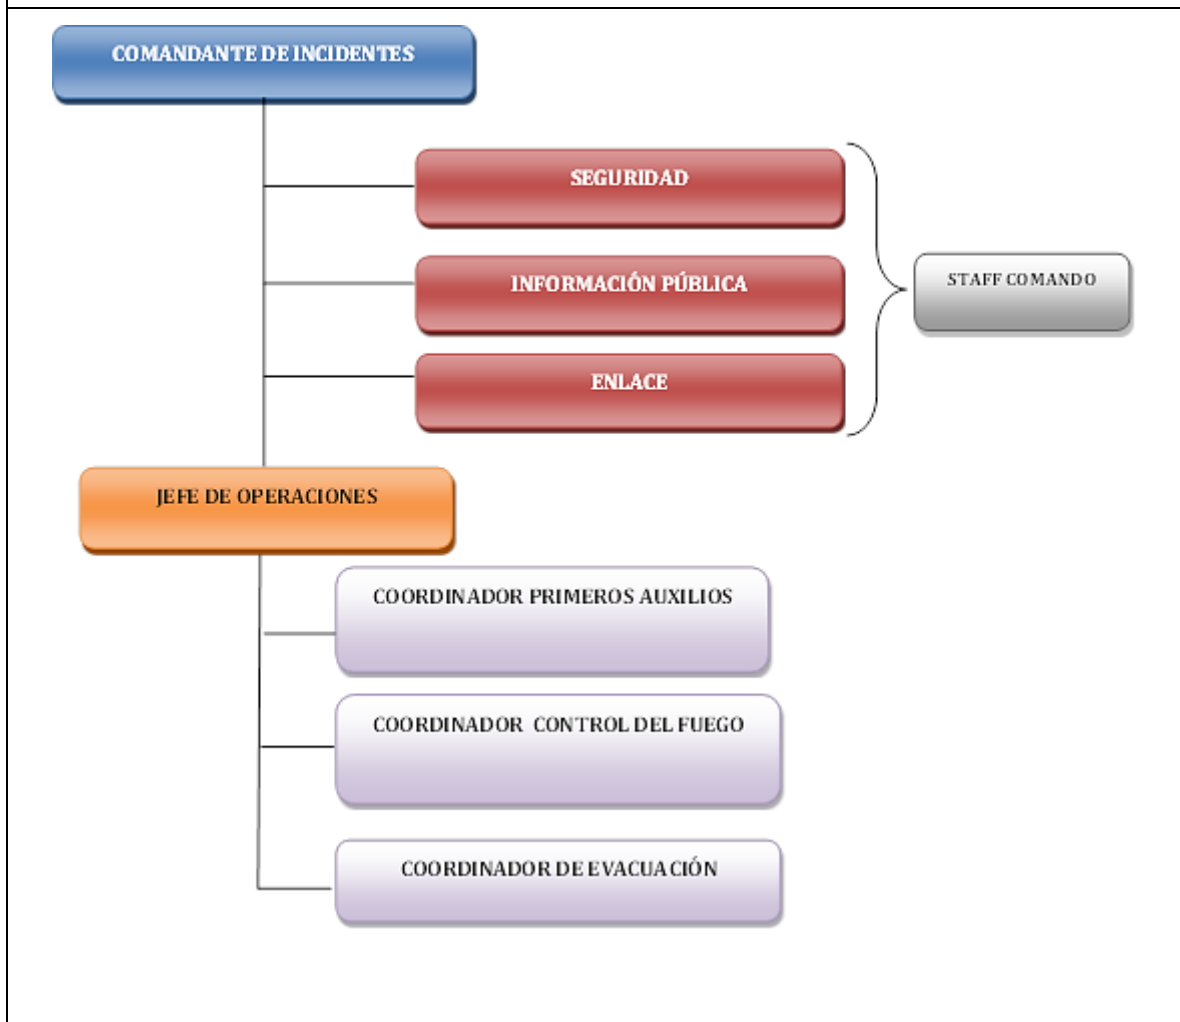 COMANDANTE DE INCIDENTES
SEGURIDAD
INFORMACIÓN PÚBLICA
STAFF COMANDO
ENLACE
JEFE DE OPERACIONES
COORDINADOR PRIMEROS AUXILIOS
COORDINADOR CONTROL DEL FUEGO
COORDINADOR DE EVACUACIÓN